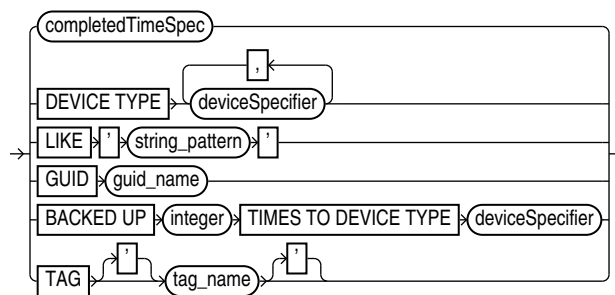 completedTimeSpec
,
DEVICE TYPE deviceSpecifier
LIKE ' string_pattern '
GUID guid_name
BACKED UP integer TIMES TO DEVICE TYPE deviceSpecifier
' '
TAG tag_name